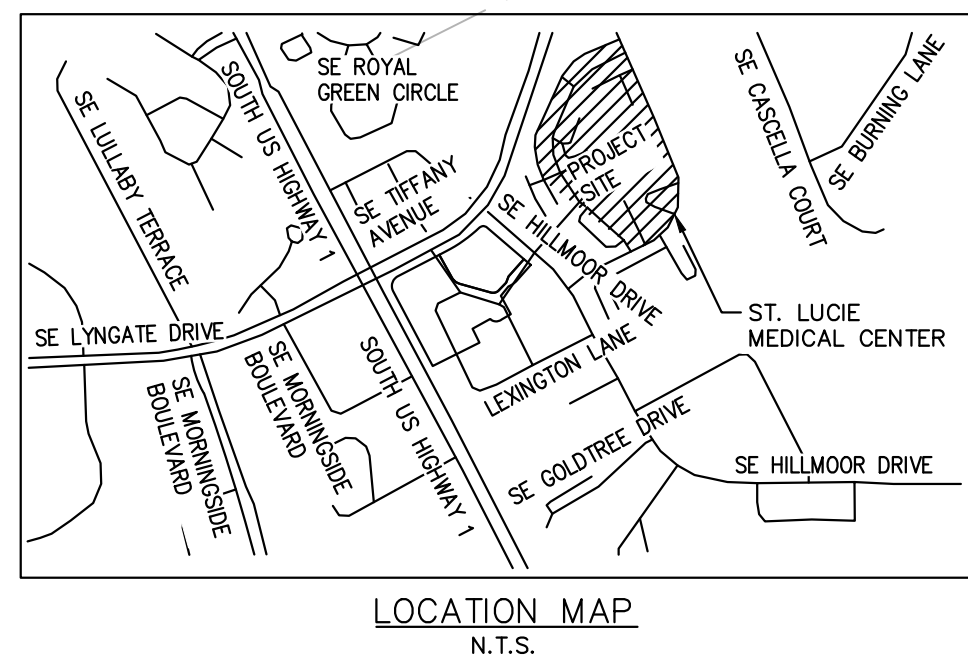 SE ROYAL
GREEN CIRCLE
SOUTH US HIGHWAY 1
SE LULLABY TERRACE
SE TIFFANY
AVENUE
PROJECT
SITE
SE CASCELLA COURT
SE BURNING LANE
SE HILLMOOR DRIVE
ST. LUCIE
MEDICAL CENTER
SE LYNGATE DRIVE
SE MORNINGSIDE
BOULEVARD
SE MORNINGSIDE
BOULEVARD
SOUTH US HIGHWAY 1
LEXINGTON LANE
SE GOLDTREE DRIVE
SE HILLMOOR DRIVE
LOCATION MAP
N.T.S.